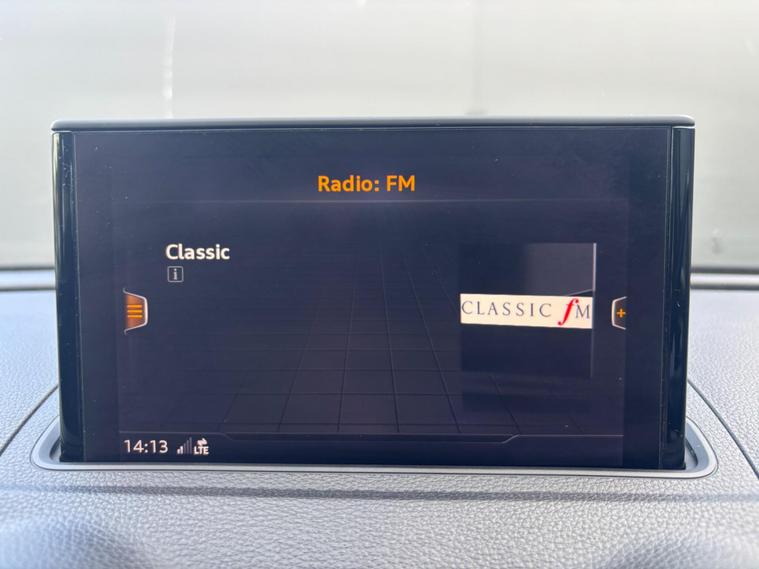 Radio: FM
Classic
i
CLASSIC fM
14:13 LTE